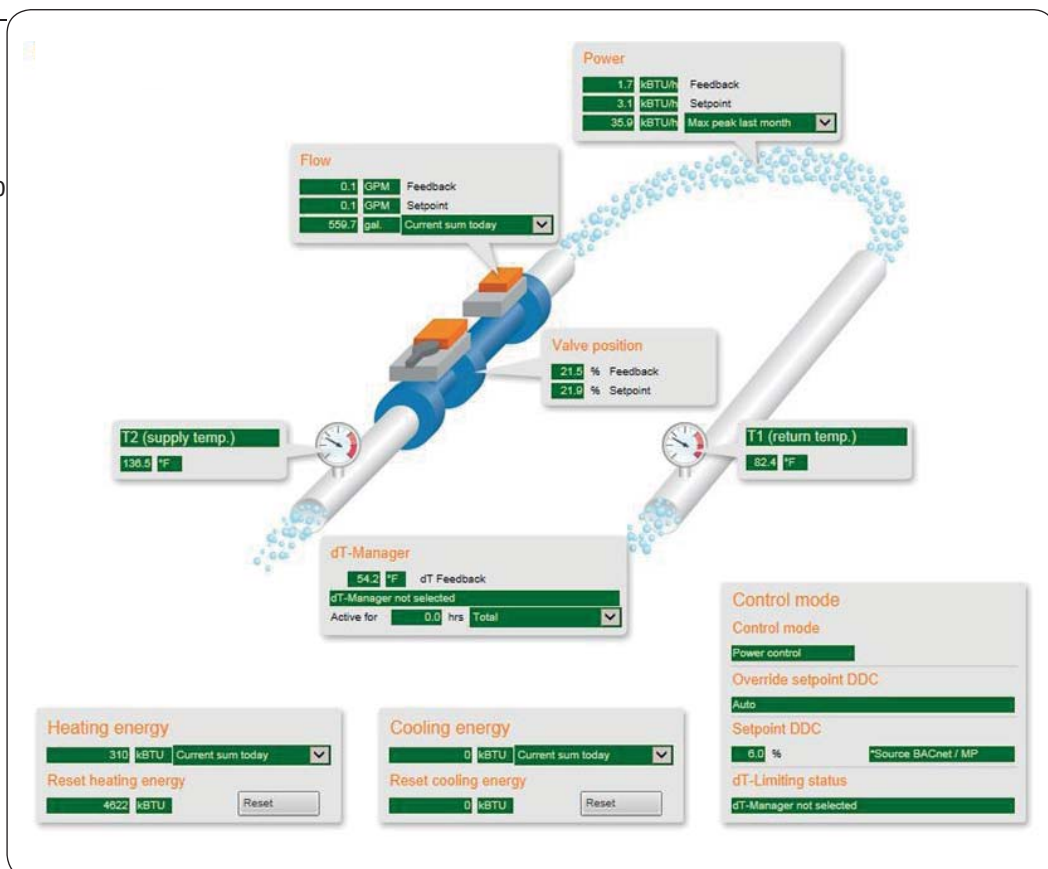 Power
1.7 kBTU/h Feedback
3.1 kBTU/h Setpoint
35.9 kBTU/h Max peak last month
0
Flow
0.1 GPM Feedback
0.1 GPM Setpoint
559.7 gal. Current sum today
Valve position
21.5 % Feedback
21.9 % Setpoint
T2 (supply temp.)
136.5 °F
T1 (return temp.)
82.4 °F
dT-Manager
54.2 °F dT Feedback
dT-Manager not selected
Active for 0.0 hrs Total
Control mode
Control mode
Power control
Override setpoint DDC
Auto
Setpoint DDC
6.0 % *Source BACnet / MP
dT-Limiting status
dT-Manager not selected
Heating energy
310 kBTU Current sum today
Reset heating energy
4622 kBTU Reset
Cooling energy
0 kBTU Current sum today
Reset cooling energy
0 kBTU Reset